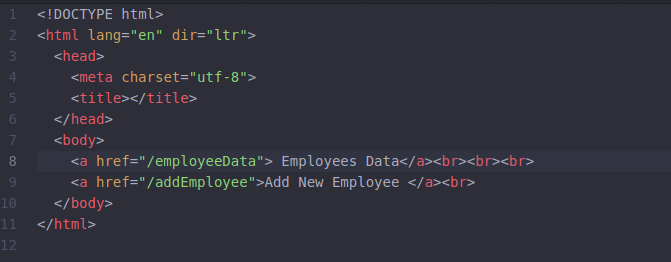 1 <!DOCTYPE html>
2 <html lang="en" dir="ltr">
3   <head>
4     <meta charset="utf-8">
5     <title></title>
6   </head>
7   <body>
8     <a href="/employeeData"> Employees Data</a><br><br><br>
9     <a href="/addEmployee">Add New Employee </a><br>
10   </body>
11 </html>
12